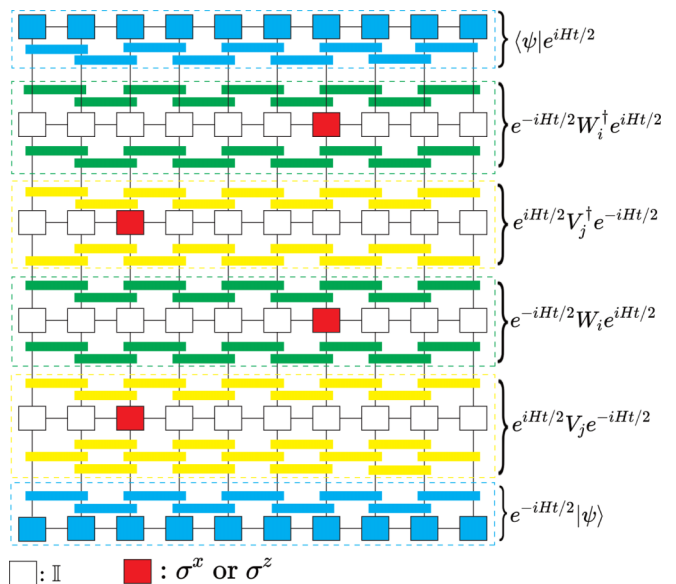 ⟨ψ|e^{iHt/2}
e^{-iHt/2}W_i^†e^{iHt/2}
e^{iHt/2}V_j^†e^{-iHt/2}
e^{-iHt/2}W_ie^{iHt/2}
e^{iHt/2}V_je^{-iHt/2}
e^{-iHt/2}|ψ⟩
: 𝕀 : σ^x or σ^z